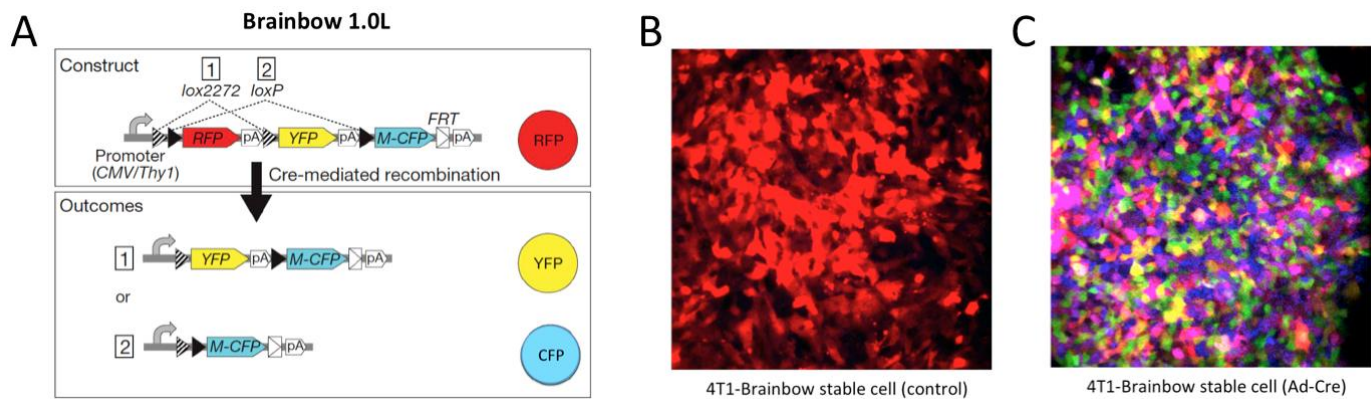 A
Brainbow 1.0L
Construct
1
2
lox2272
loxP
FRT
RFP
pA
YFP
pA
M-CFP
pA
RFP
Promoter
(CMV/Thy1)
Cre-mediated recombination
Outcomes
1
YFP
pA
M-CFP
pA
YFP
or
2
M-CFP
pA
CFP
B
4T1-Brainbow stable cell (control)
C
4T1-Brainbow stable cell (Ad-Cre)